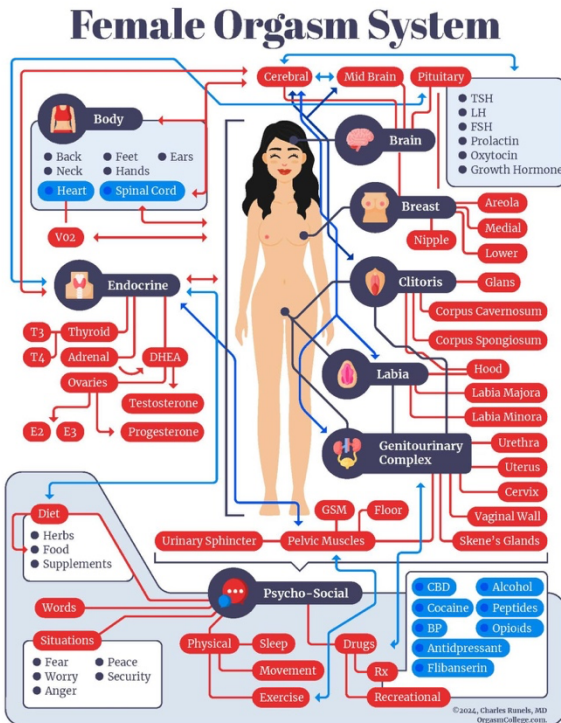 Female Orgasm System
Cerebral
Mid Brain
Pituitary
TSH
LH
FSH
Prolactin
Oxytocin
Growth Hormone
Body
Back
Feet
Ears
Neck
Hands
Heart
Spinal Cord
V02
Brain
Breast
Areola
Medial
Lower
Nipple
Endocrine
T3
Thyroid
T4
Adrenal
DHEA
Ovaries
Testosterone
E2
E3
Progesterone
Clitoris
Glans
Corpus Cavernosum
Corpus Spongiosum
Hood
Labia
Labia Majora
Labia Minora
Genitourinary
Complex
Urethra
Uterus
Cervix
Vaginal Wall
Skene's Glands
GSM
Floor
Urinary Sphincter
Pelvic Muscles
Diet
Herbs
Food
Supplements
Psycho-Social
Words
Situations
Fear
Peace
Worry
Security
Anger
Physical
Sleep
Movement
Exercise
Drugs
Rx
Recreational
CBD
Alcohol
Cocaine
Peptides
BP
Opioids
Antidpressant
Flibanserin
©2024, Charles Runels, MD
OrgasmCollege.com.